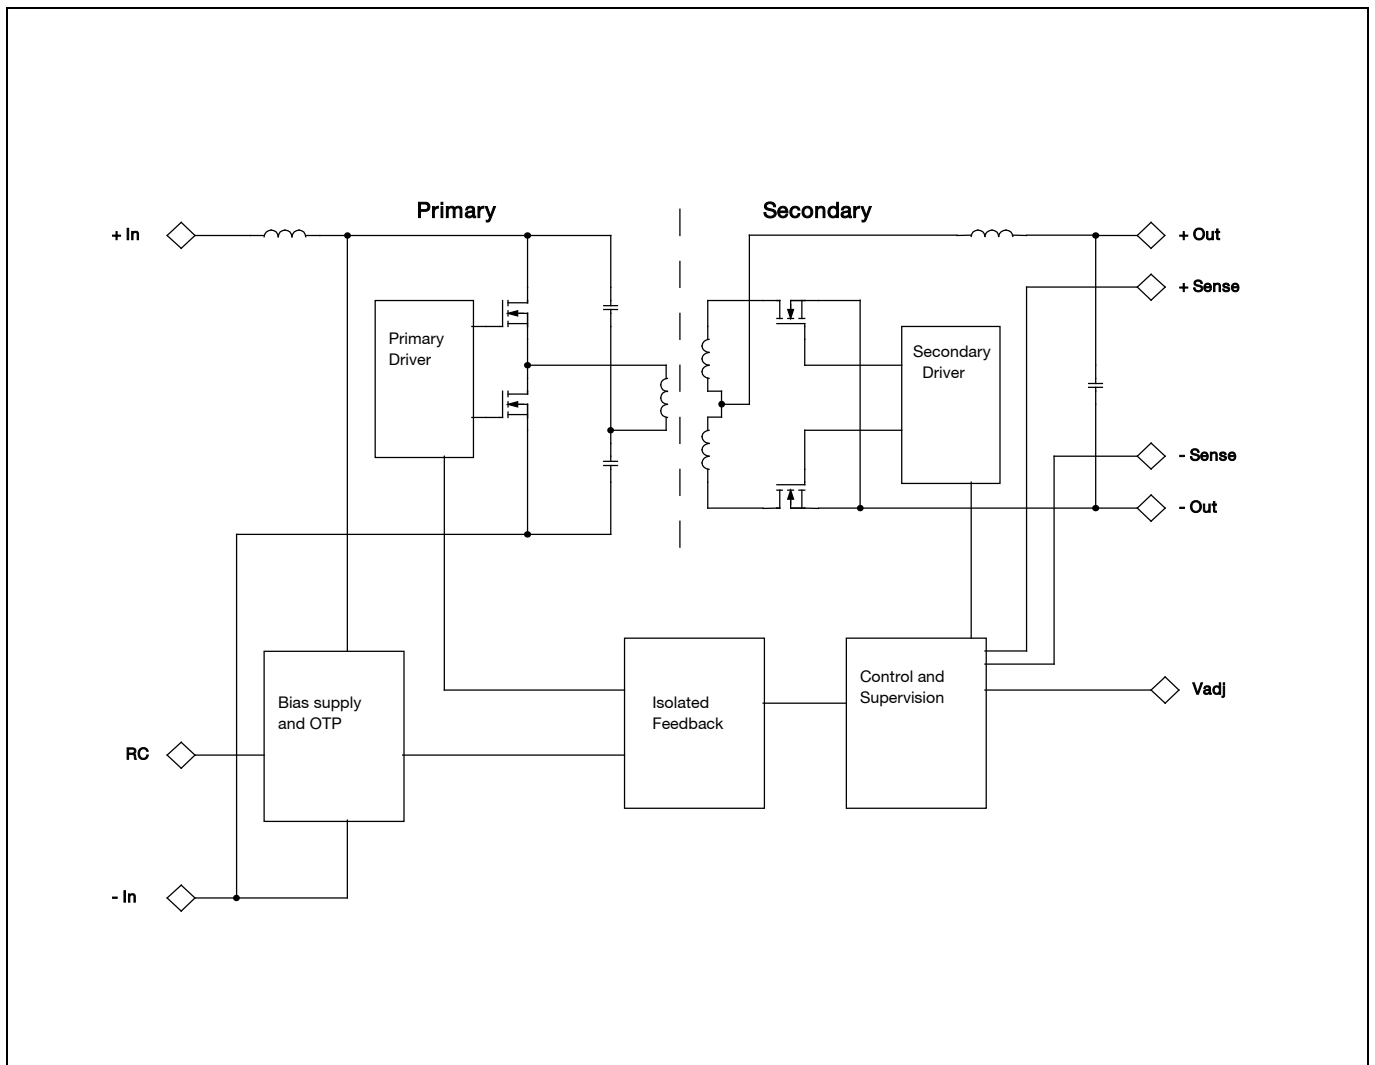 Primary
Secondary
+ In
+ Out
+ Sense
Primary
Driver
Secondary
Driver
- Sense
- Out
Bias supply
and OTP
Isolated
Feedback
Control and
Supervision
Vadj
RC
- In